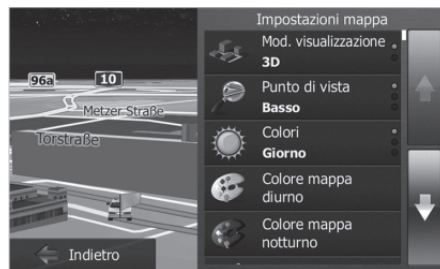 Impostazioni mappa
96a
10
Metzer Straße
Torstraße
Indietro
Mod. visualizzazione
3D
Punto di vista
Basso
Colori
Giorno
Colore mappa
diurno
Colore mappa
notturno